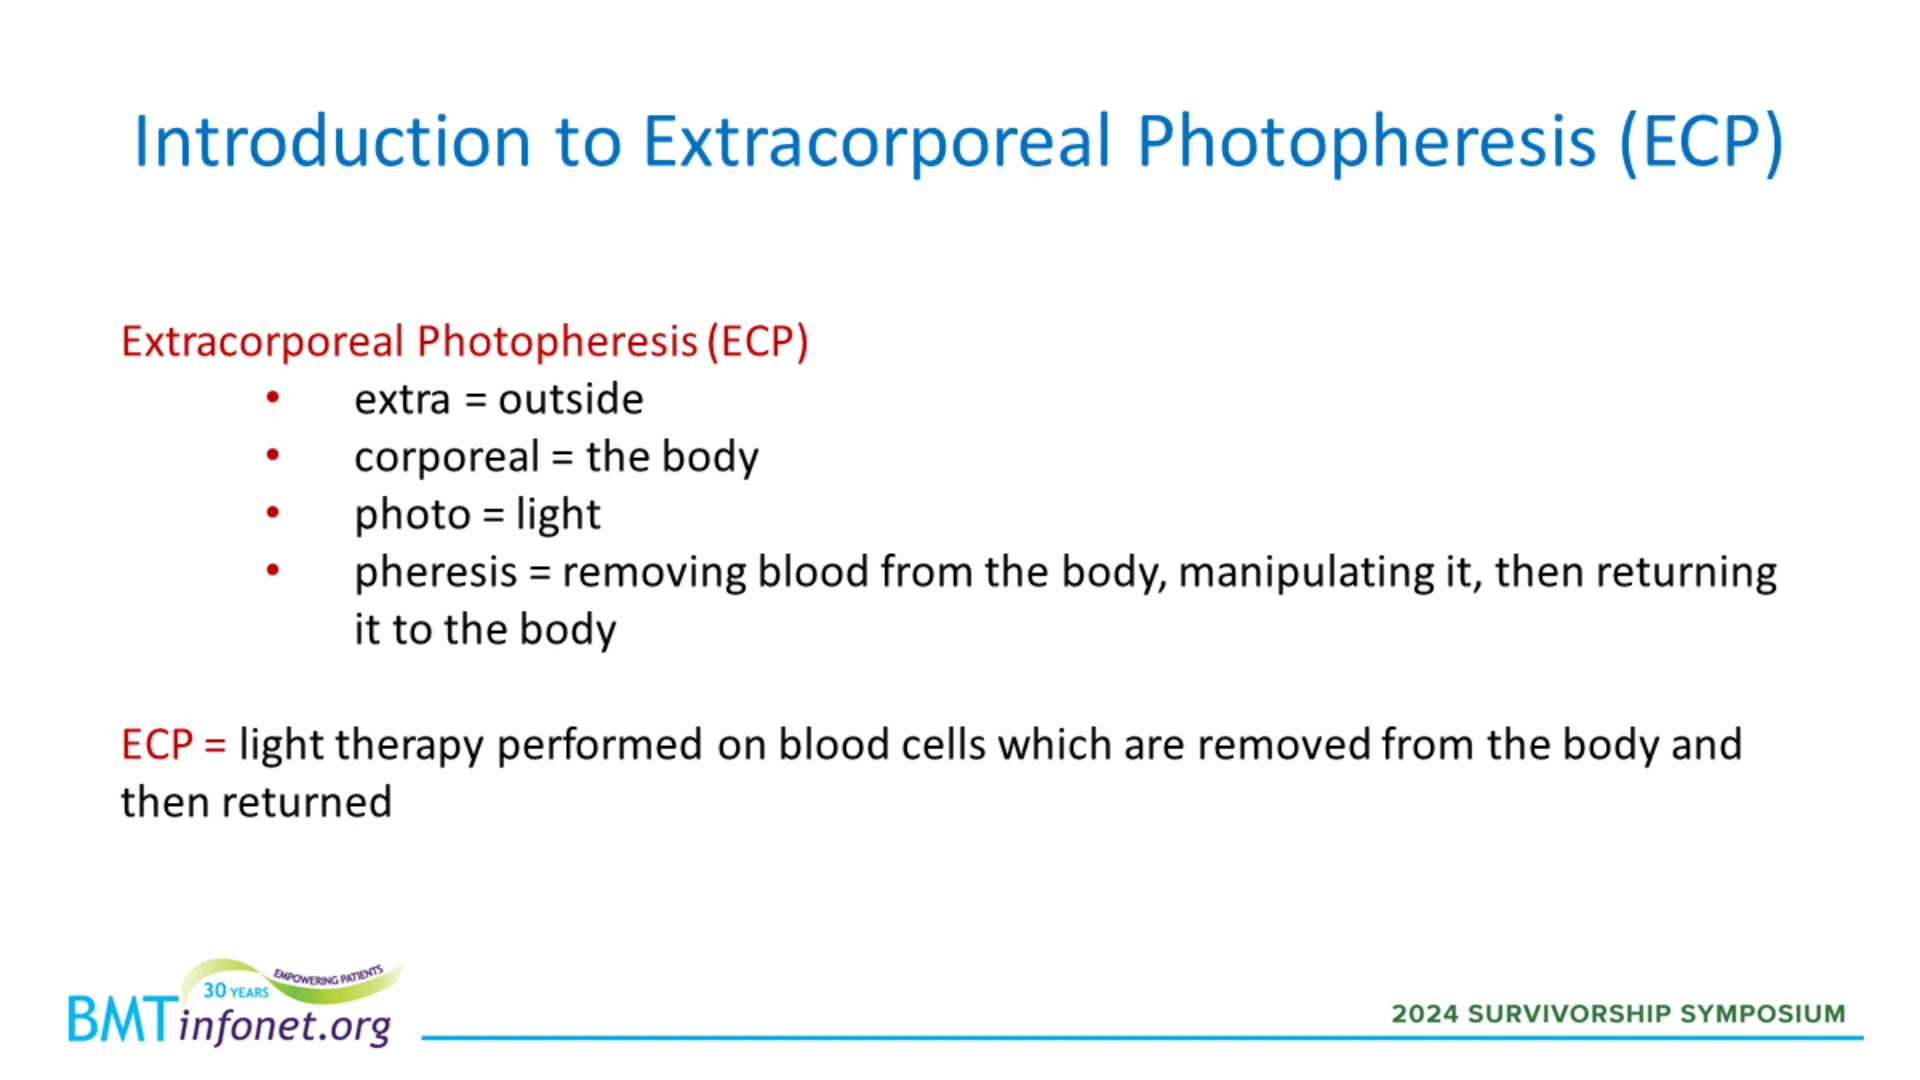 Introduction to Extracorporeal Photopheresis (ECP)
Extracorporeal Photopheresis (ECP)
• extra = outside
• corporeal = the body
• photo = light
• pheresis = removing blood from the body, manipulating it, then returning
it to the body
ECP = light therapy performed on blood cells which are removed from the body and
then returned
EMPOWERING PATIENTS
30 YEARS
BMTinfonet.org
2024 SURVIVORSHIP SYMPOSIUM